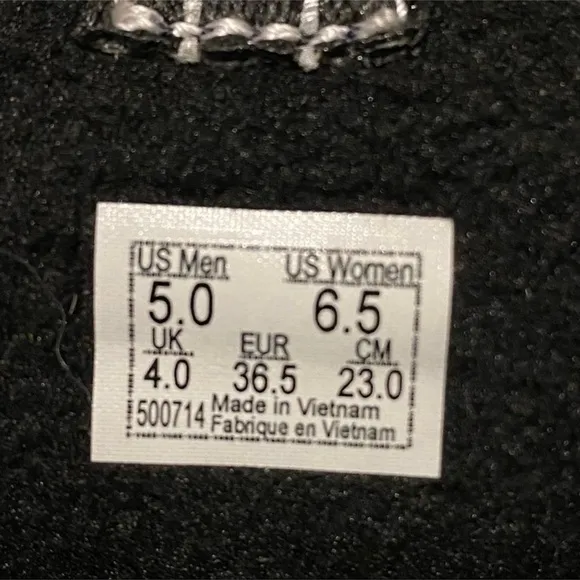 US Men US Women
5.0 6.5
UK EUR CM
4.0 36.5 23.0
500714 Made in Vietnam
Fabrique en Vietnam